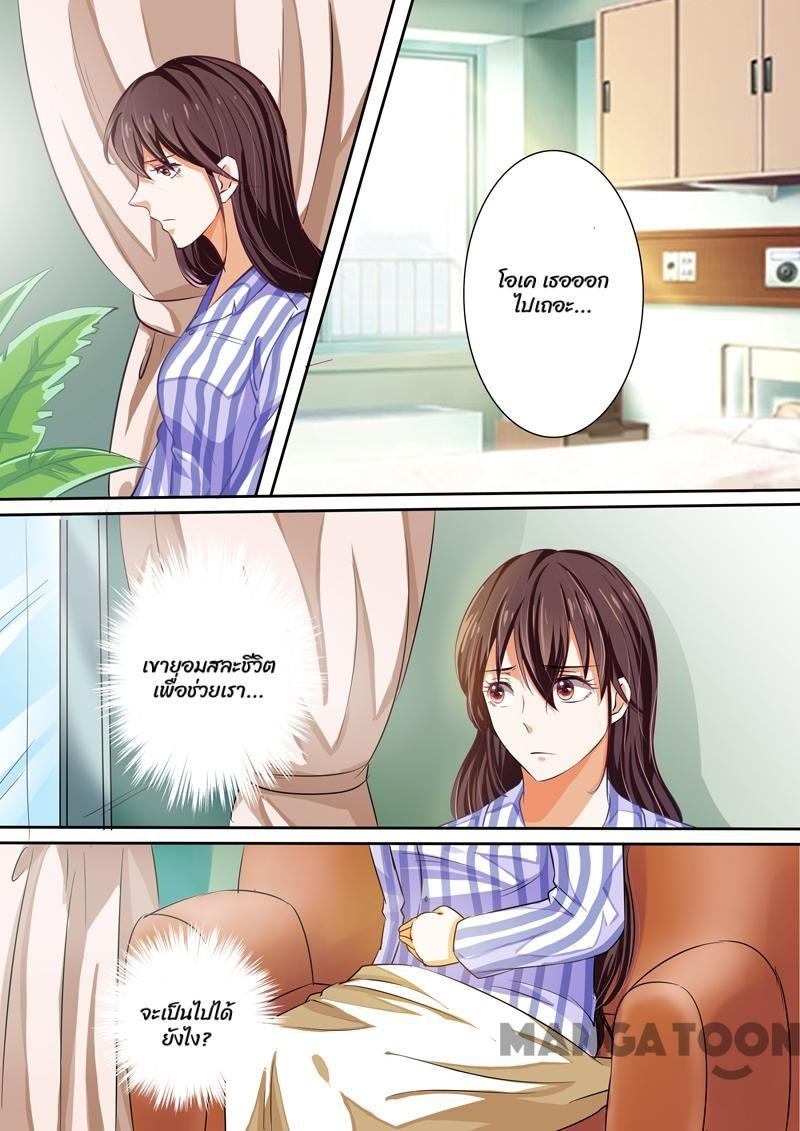 โอเค เธอออก
ไปเถอะ...
เขายอมสละชีวิต
เพื่อช่วยเรา...
จะเป็นไปได้
ยังไง?
MANGATOON